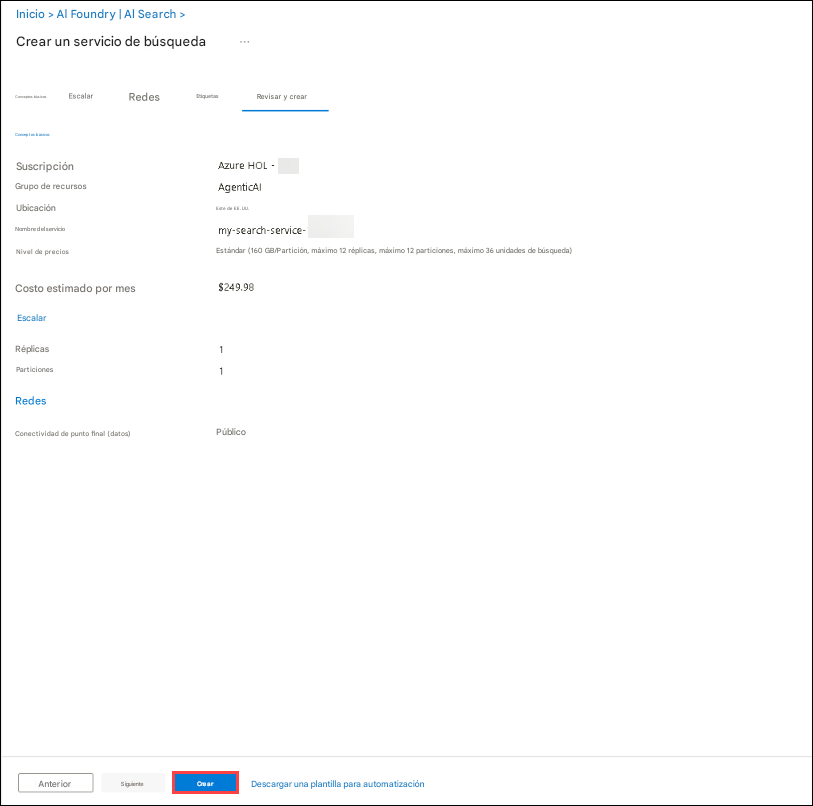 Inicio > AI Foundry | AI Search >
Crear un servicio de búsqueda ...
Conceptos básicos Escalar Redes Etiquetas Revisar y crear
Conceptos básicos
Suscripción Azure HOL -
Grupo de recursos AgenticAI
Ubicación Este de EE. UU.
Nombre del servicio my-search-service-
Nivel de precios Estándar (160 GB/Partición, máximo 12 réplicas, máximo 12 particiones, máximo 36 unidades de búsqueda)
Costo estimado por mes $249.98
Escalar
Réplicas 1
Particiones 1
Redes
Conectividad de punto final (datos) Público
Anterior Siguiente Crear Descargar una plantilla para automatización